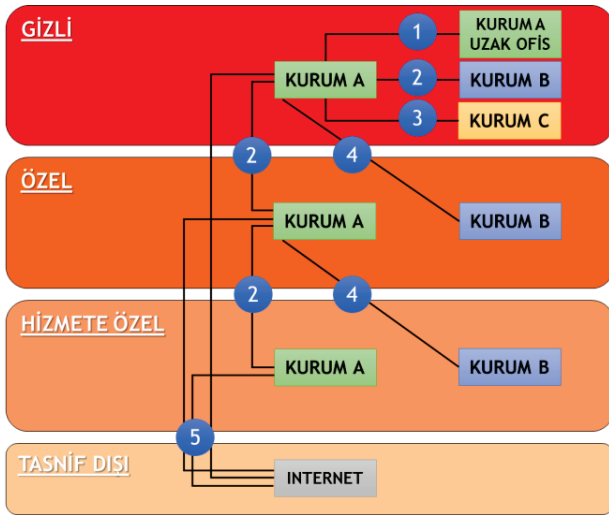 GİZLİ
1
KURUM A
UZAK OFİS
KURUM A
2
KURUM B
3
KURUM C
2
4
ÖZEL
KURUM A
KURUM B
2
4
HİZMETE ÖZEL
KURUM A
KURUM B
5
TASNİF DIŞI
INTERNET